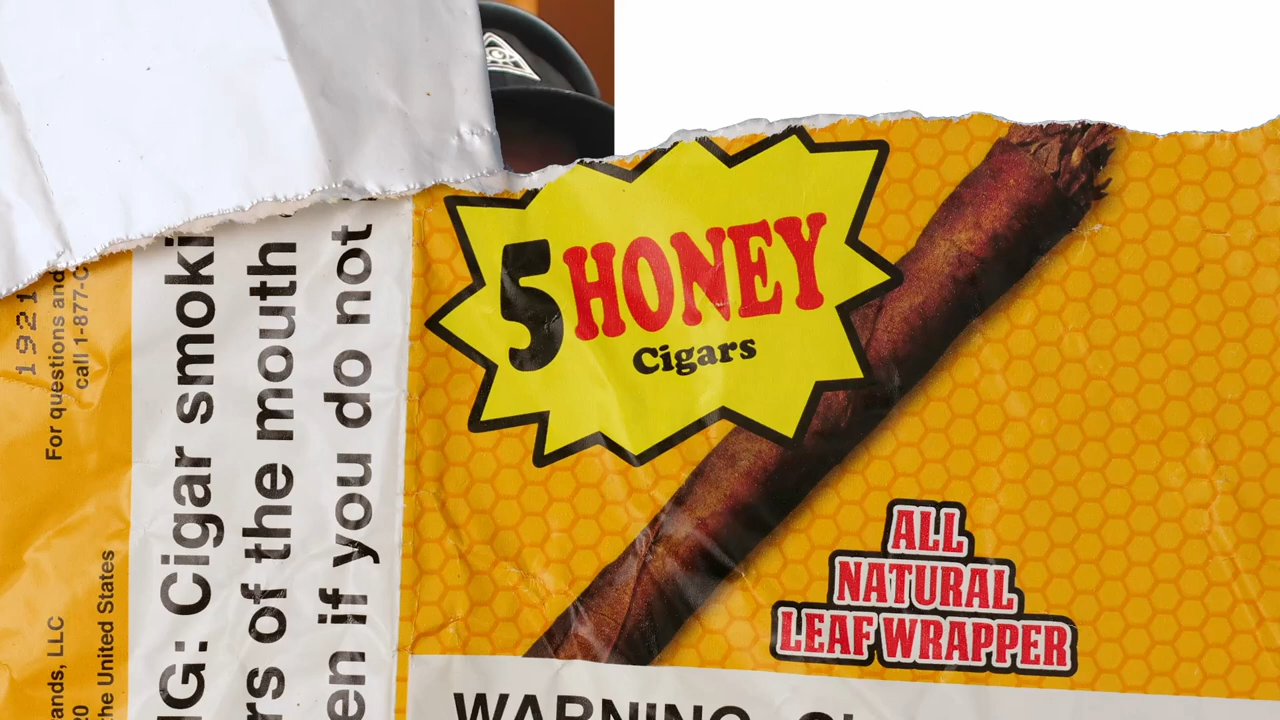 5 HONEY
Cigars
ALL
NATURAL
LEAF WRAPPER
WARNING:
G: Cigar smoki
rs of the mouth
en if you do not
1921
For questions and
call 1-877-
ands, LLC
20
the United States